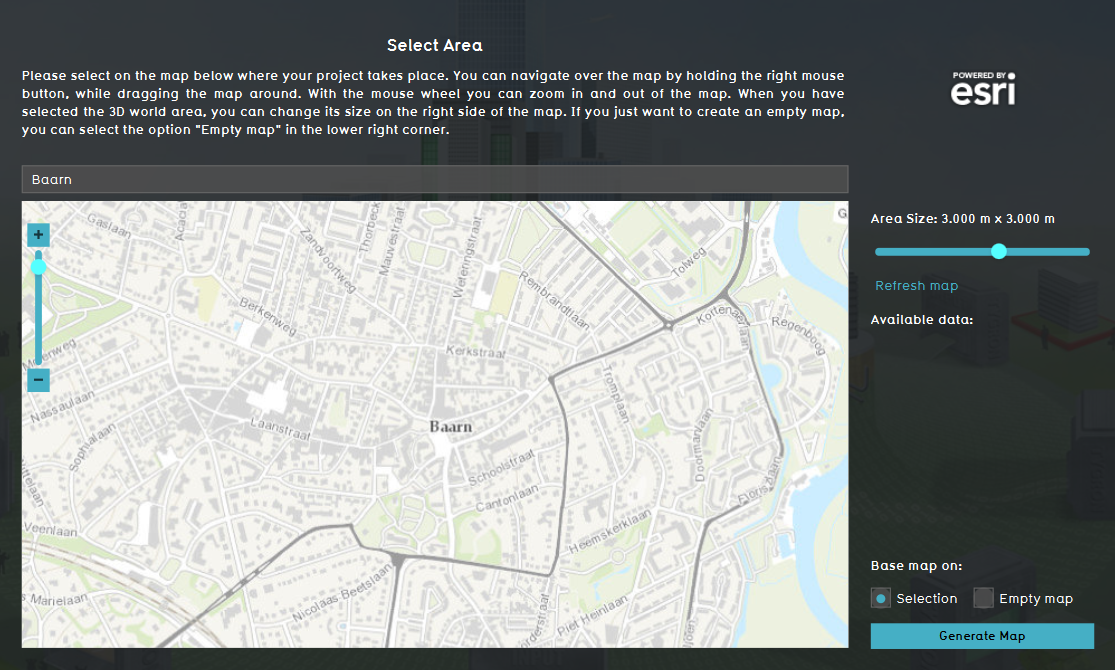 Select Area
Please select on the map below where your project takes place. You can navigate over the map by holding the right mouse
button, while dragging the map around. With the mouse wheel you can zoom in and out of the map. When you have
selected the 3D world area, you can change its size on the right side of the map. If you just want to create an empty map,
you can select the option "Empty map" in the lower right corner.
POWERED BY
esri
Baarn
Area Size: 3.000 m x 3.000 m
Refresh map
Available data:
+
−
Gaslaan
Acacia
Zandvoortweg
Thorbeck
Mauvestraat
Weteringstraat
Rembrandtlaan
Tolweg
G
Berkenweg
Kerkstraat
Kortenaerlaan
Regenboog
Nassaulaan
Sophialaan
Laanstraat
Baarn
Tromplaan
Doormanlaan
Schoolstraat
Cantonlaan
Floris
Heemskerklaan
Veenlaan
s Marielaan
Nicolaas-Beetslaan
Piet Heinlaan
Base map on:
Selection
Empty map
Generate Map